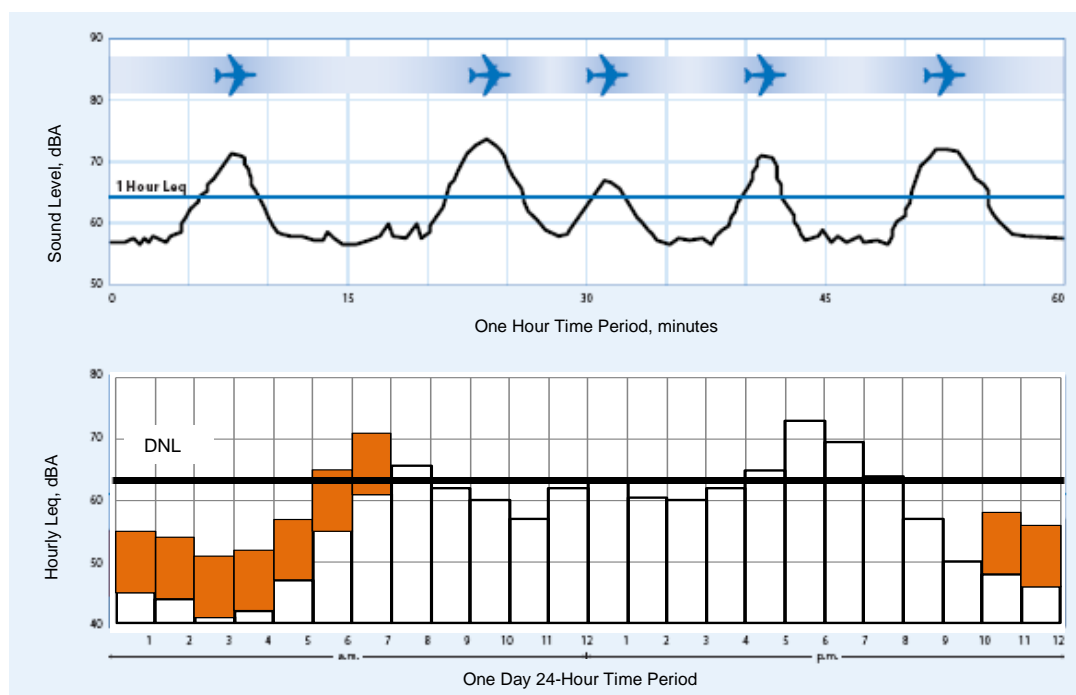 90
80
70
60
50
Sound Level, dBA
1 Hour Leq
0 15 30 45 60
One Hour Time Period, minutes
80
70
60
50
40
Hourly Leq, dBA
DNL
1 2 3 4 5 6 7 8 9 10 11 12 1 2 3 4 5 6 7 8 9 10 11 12
a.m. p.m.
One Day 24-Hour Time Period